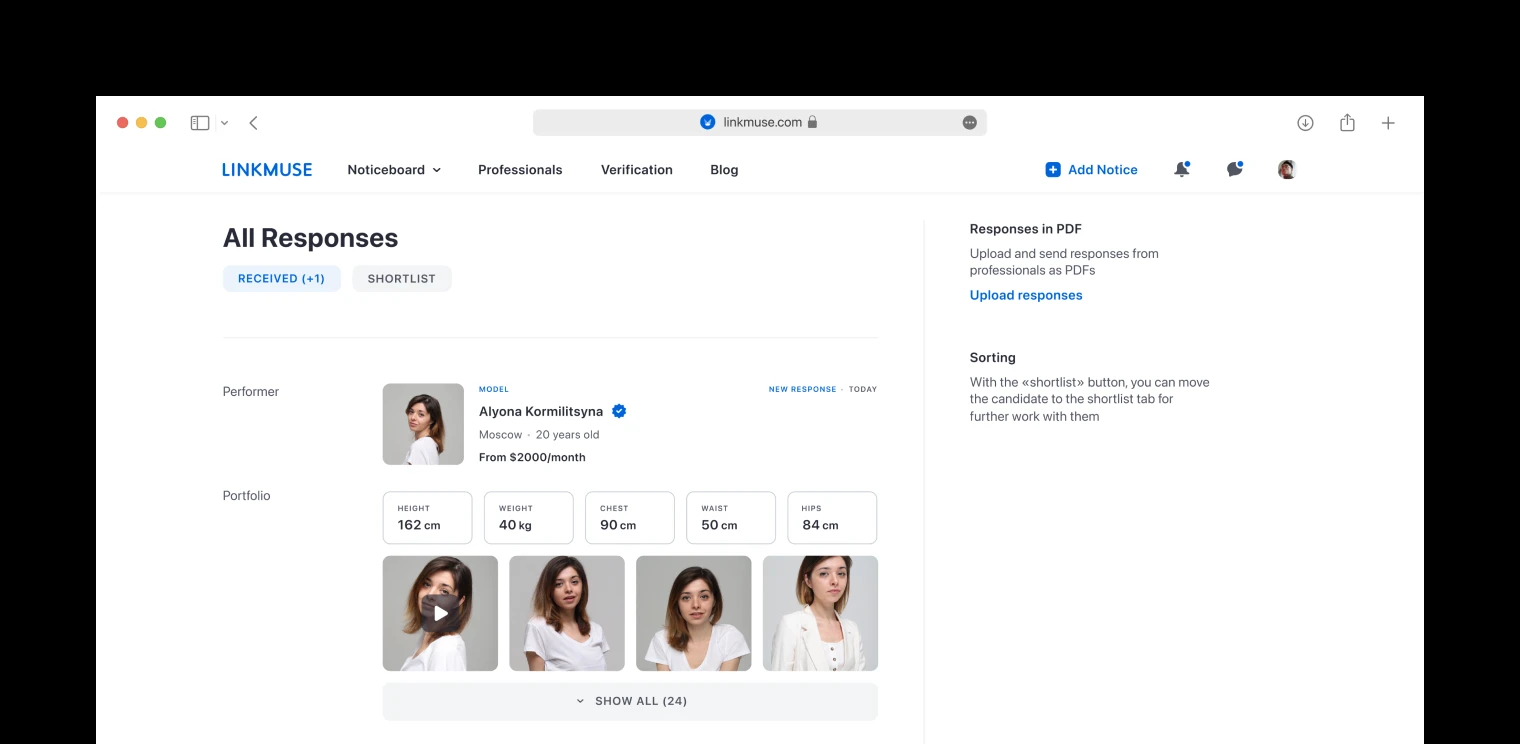 linkmuse.com
LINKMUSE
Noticeboard
Professionals
Verification
Blog
Add Notice
All Responses
RECEIVED (+1)
SHORTLIST
Performer
MODEL
NEW RESPONSE · TODAY
Alyona Kormilitsyna
Moscow · 20 years old
From $2000/month
Portfolio
HEIGHT
162 cm
WEIGHT
40 kg
CHEST
90 cm
WAIST
50 cm
HIPS
84 cm
SHOW ALL (24)
Responses in PDF
Upload and send responses from
professionals as PDFs
Upload responses
Sorting
With the «shortlist» button, you can move
the candidate to the shortlist tab for
further work with them